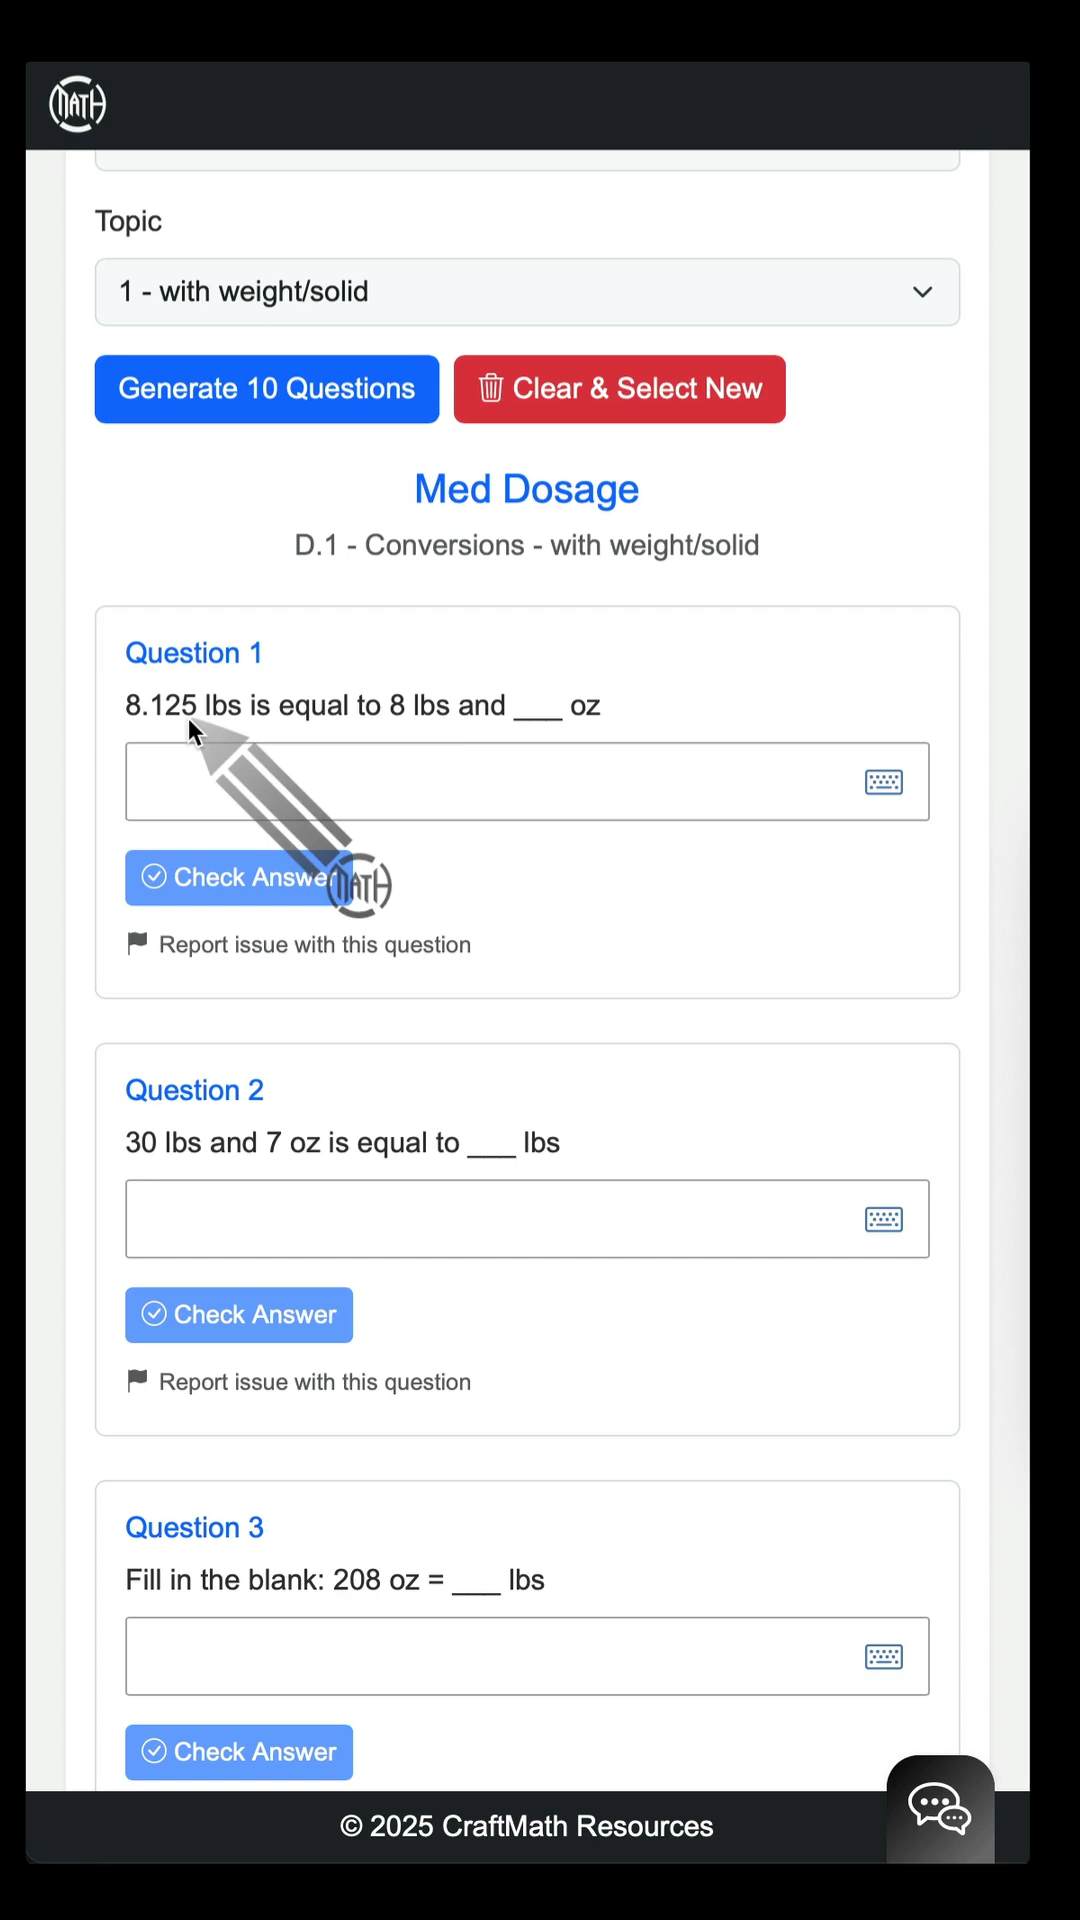 MATH
Topic
1 - with weight/solid
Generate 10 Questions
Clear & Select New
Med Dosage
D.1 - Conversions - with weight/solid
Question 1
8.125 lbs is equal to 8 lbs and ___ oz
Check Answer
MATH
Report issue with this question
Question 2
30 lbs and 7 oz is equal to ___ lbs
Check Answer
Report issue with this question
Question 3
Fill in the blank: 208 oz = ___ lbs
Check Answer
© 2025 CraftMath Resources